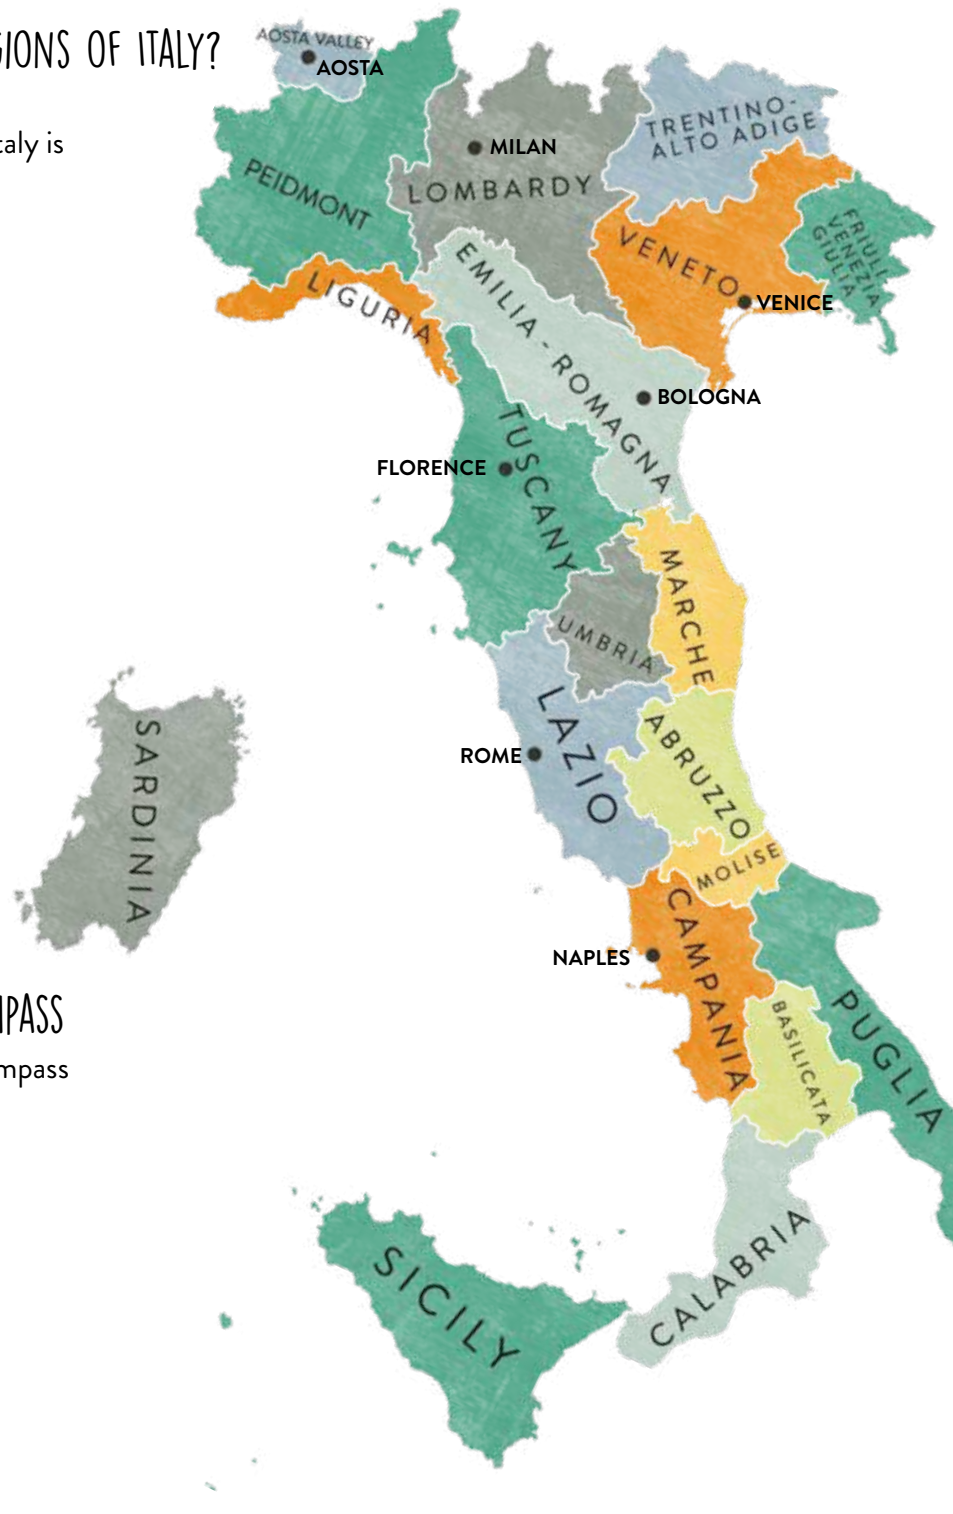 GIONS OF ITALY?
AOSTA VALLEY
AOSTA
taly is
MILAN
TRENTINO-
ALTO ADIGE
LOMBARDY
PEIDMONT
FRIULI
VENEZIA
GIULIA
VENETO
VENICE
LIGURIA
EMILIA-ROMAGNA
BOLOGNA
FLORENCE
TUSCANY
MARCHE
UMBRIA
LAZIO
ROME
ABRUZZO
SARDINIA
MOLISE
CAMPANIA
NAPLES
PUGLIA
BASILICATA
MPASS
mpass
CALABRIA
SICILY